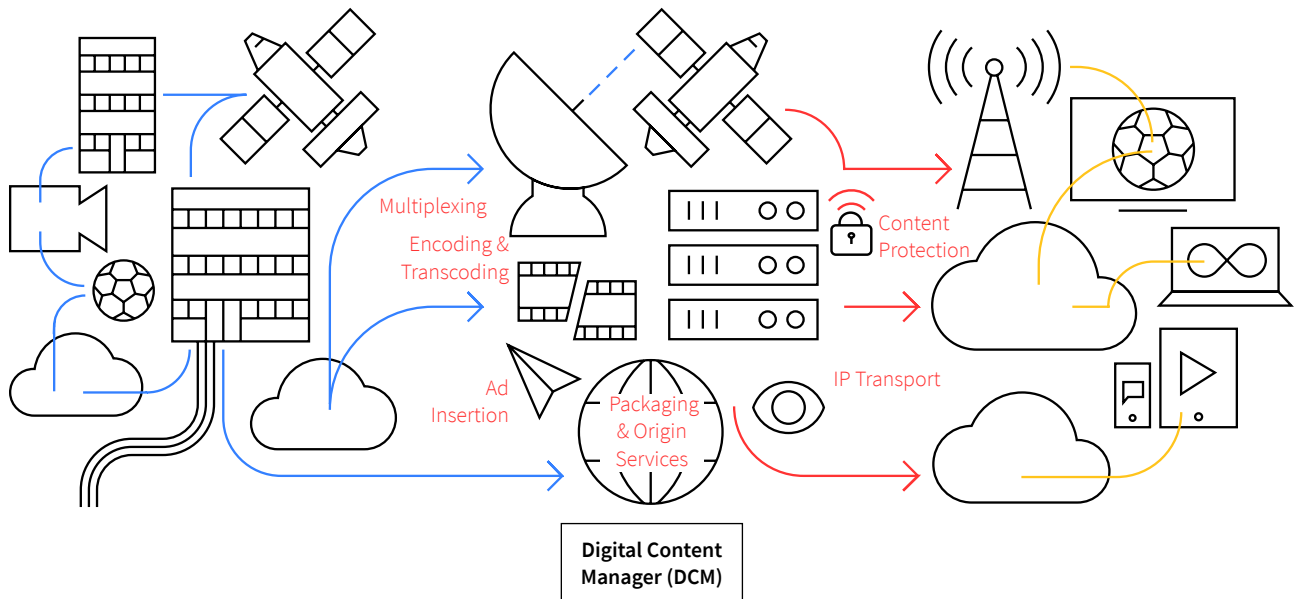 Multiplexing
Encoding &
Transcoding
Content
Protection
Ad
Insertion
Packaging
& Origin
Services
IP Transport
Digital Content
Manager (DCM)